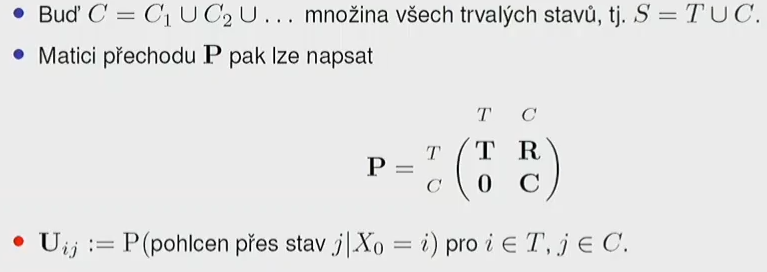 • Buď C = C₁ ∪ C₂ ∪ … množina všech trvalých stavů, tj. S = T ∪ C.
• Matici přechodu P pak lze napsat
T C
P = T ( T R )
C ( 0 C )
• Uᵢⱼ := P(pohlcen přes stav j|X₀ = i) pro i ∈ T, j ∈ C.